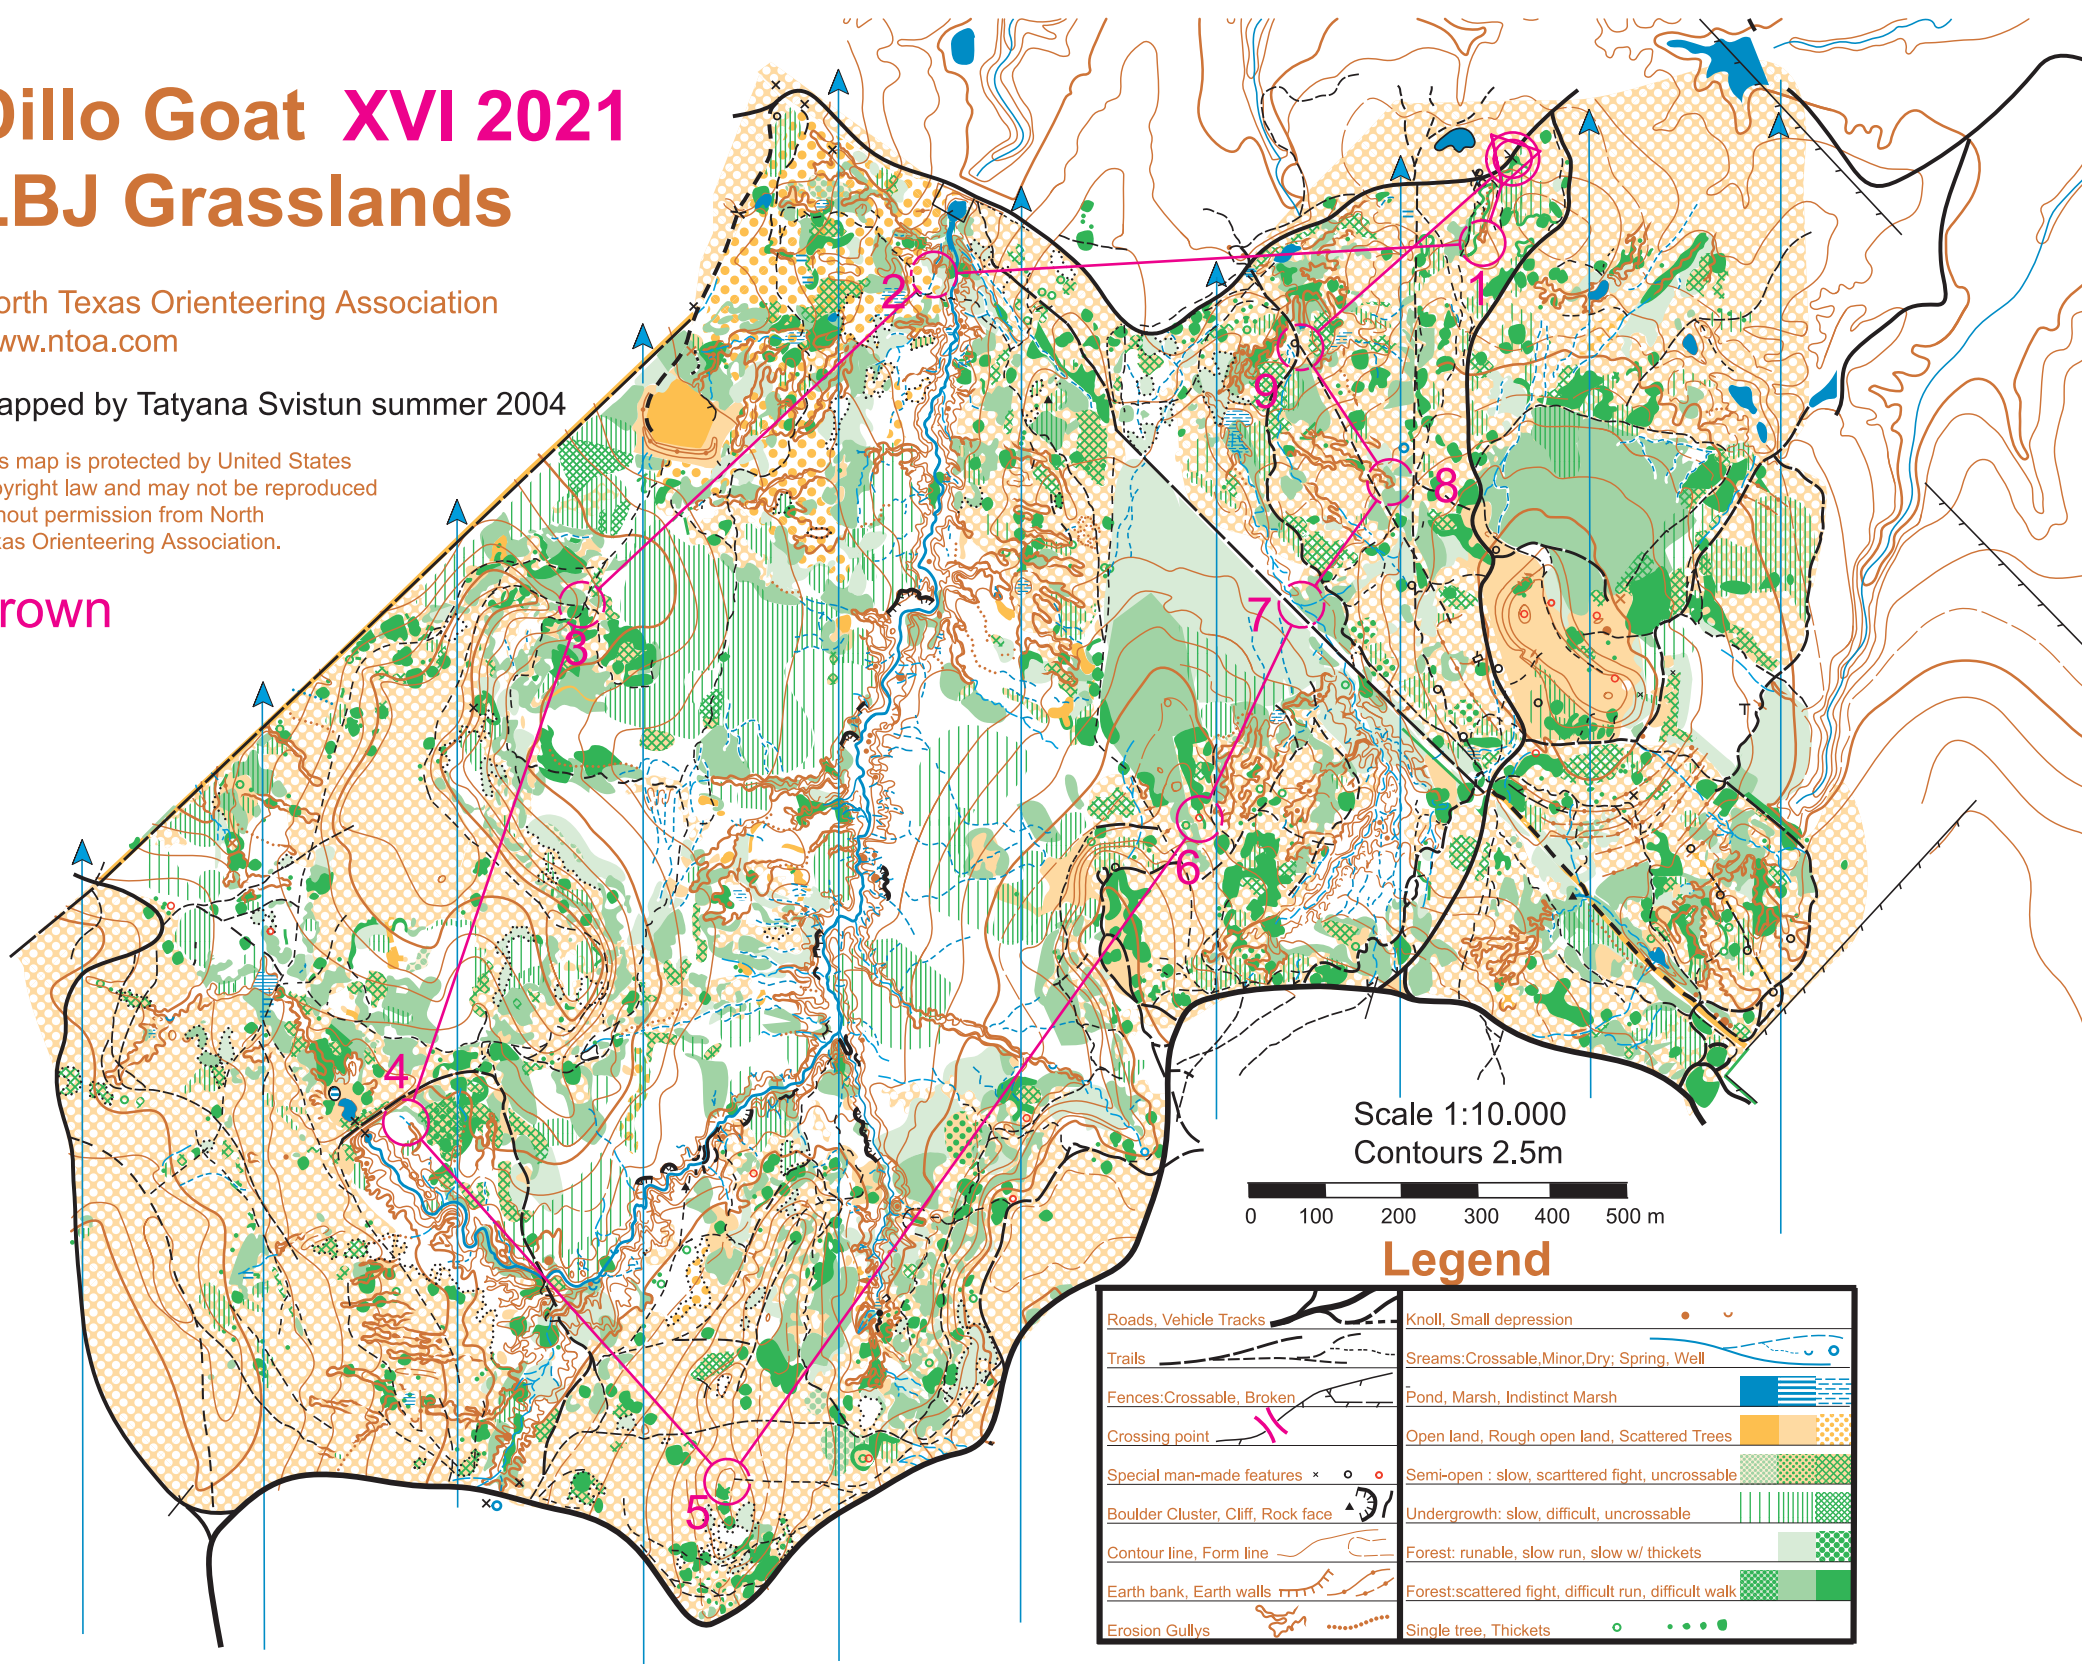 Dillo Goat XVI 2021
LBJ Grasslands
orth Texas Orienteering Association
ww.ntoa.com
apped by Tatyana Svistun summer 2004
s map is protected by United States
pyright law and may not be reproduced
hout permission from North
xas Orienteering Association.
rown
1
2
3
4
5
6
7
8
9
Scale 1:10.000
Contours 2.5m
0 100 200 300 400 500 m
Legend
Roads, Vehicle Tracks
Trails
Fences:Crossable, Broken
Crossing point
Special man-made features
Boulder Cluster, Cliff, Rock face
Contour line, Form line
Earth bank, Earth walls
Erosion Gullys
Knoll, Small depression
Sreams:Crossable,Minor,Dry; Spring, Well
Pond, Marsh, Indistinct Marsh
Open land, Rough open land, Scattered Trees
Semi-open : slow, scarttered fight, uncrossable
Undergrowth: slow, difficult, uncrossable
Forest: runable, slow run, slow w/ thickets
Forest:scattered fight, difficult run, difficult walk
Single tree, Thickets